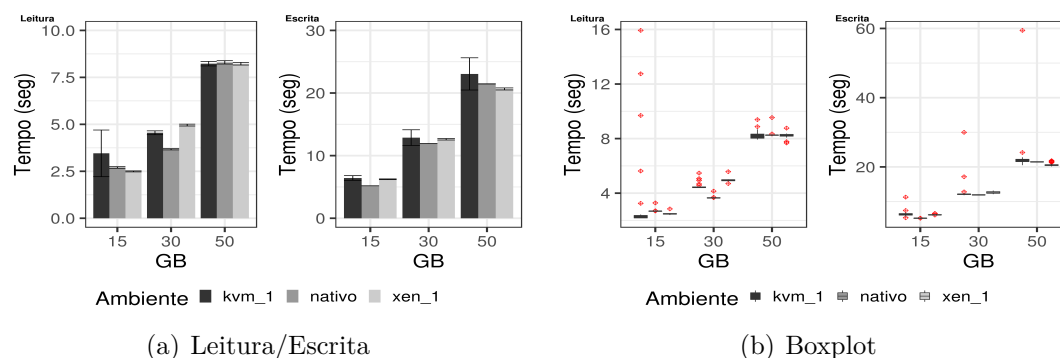 Leitura
Tempo (seg)
10.0
7.5
5.0
2.5
0.0
15 30 50
GB
Escrita
Tempo (seg)
30
20
10
0
15 30 50
GB
Ambiente kvm_1 nativo xen_1
(a) Leitura/Escrita
Leitura
Tempo (seg)
16
12
8
4
15 30 50
GB
Escrita
Tempo (seg)
60
40
20
15 30 50
GB
Ambiente kvm_1 nativo xen_1
(b) Boxplot